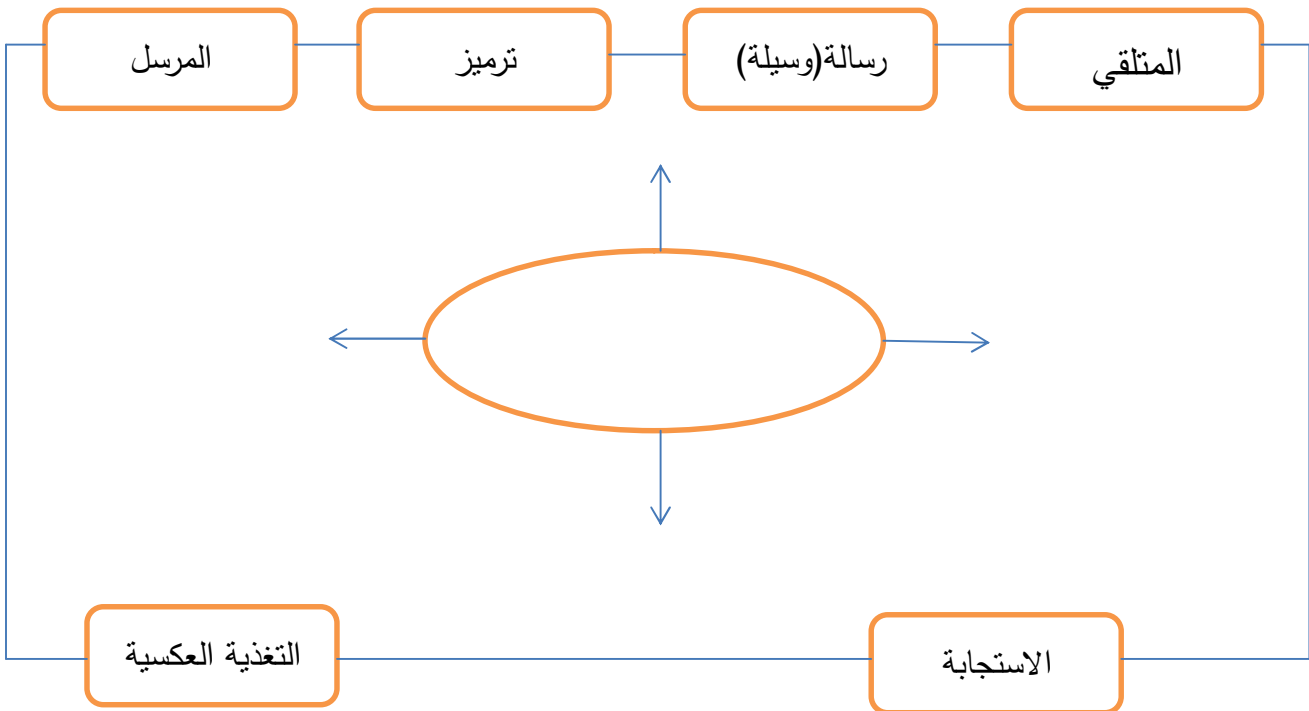 المرسل
ترميز
رسالة(وسيلة)
المتلقي
التغذية العكسية
الاستجابة